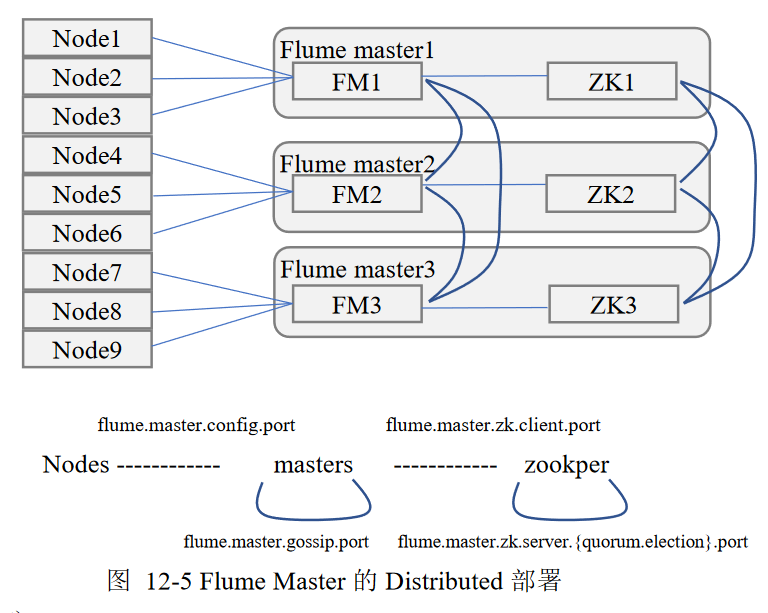 Node1
Node2
Node3
Node4
Node5
Node6
Node7
Node8
Node9
Flume master1
FM1
ZK1
Flume master2
FM2
ZK2
Flume master3
FM3
ZK3
flume.master.config.port
flume.master.zk.client.port
Nodes ------------ masters ------------ zookper
flume.master.gossip.port
flume.master.zk.server.{quorum.election}.port
图 12-5 Flume Master 的 Distributed 部署